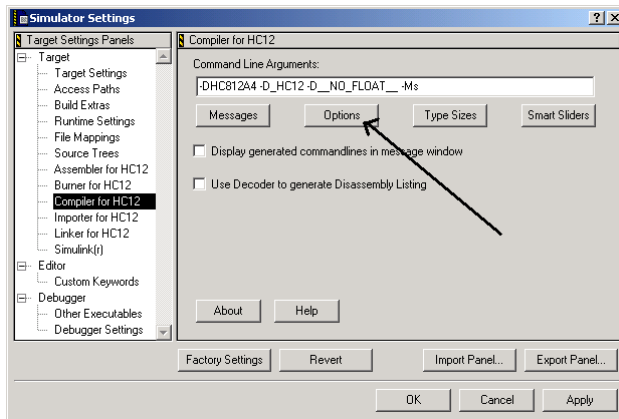 Simulator Settings
Target Settings Panels
Target
Target Settings
Access Paths
Build Extras
Runtime Settings
File Mappings
Source Trees
Assembler for HC12
Burner for HC12
Compiler for HC12
Importer for HC12
Linker for HC12
Simulink(r)
Editor
Custom Keywords
Debugger
Other Executables
Debugger Settings
Compiler for HC12
Command Line Arguments:
-DHC812A4 -D_HC12 -D__NO_FLOAT__ -Ms
Messages Options Type Sizes Smart Sliders
Display generated commandlines in message window
Use Decoder to generate Disassembly Listing
About Help
Factory Settings Revert Import Panel... Export Panel...
OK Cancel Apply